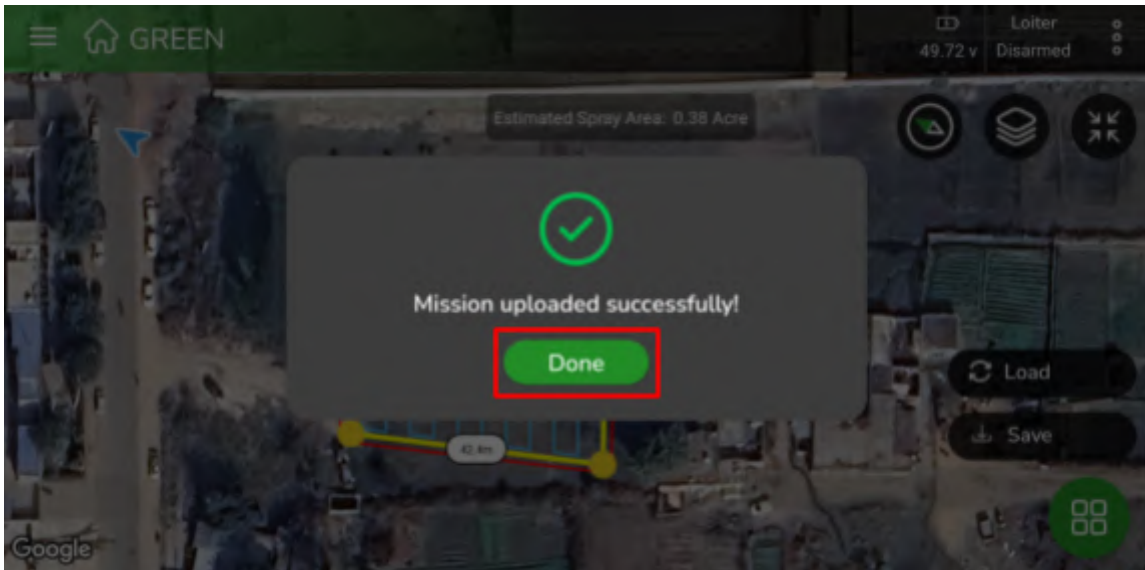 GREEN
49.72 v
Loiter
Disarmed
Estimated Spray Area: 0.38 Acre
Mission uploaded successfully!
Done
Load
42.4m
Save
Google